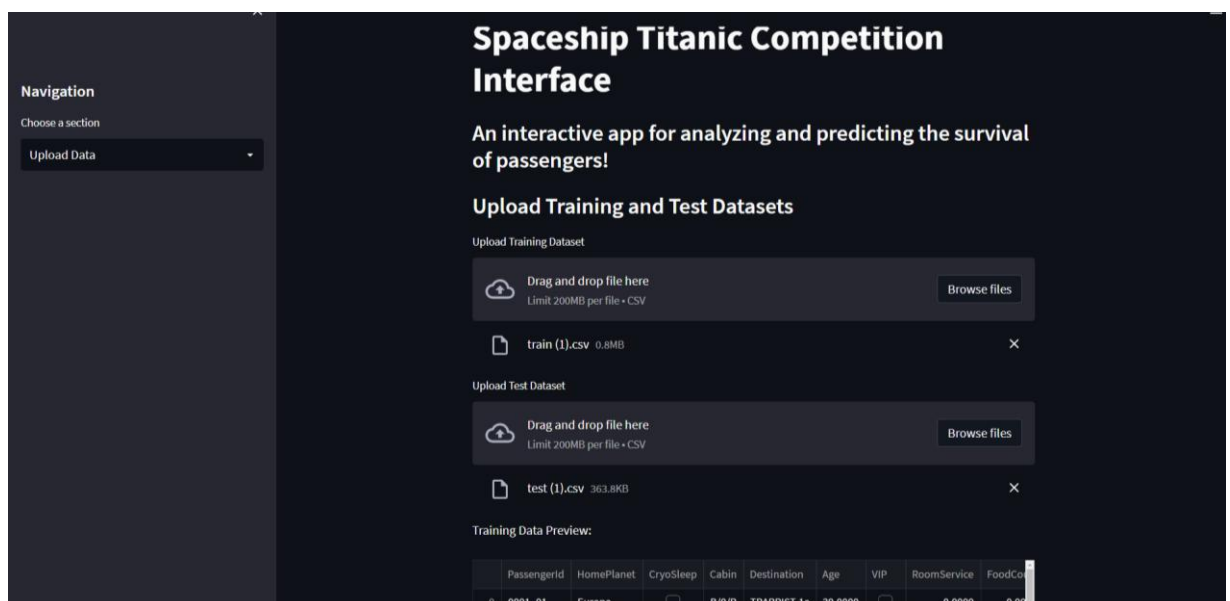 Navigation
Choose a section
Upload Data
Spaceship Titanic Competition
Interface
An interactive app for analyzing and predicting the survival
of passengers!
Upload Training and Test Datasets
Upload Training Dataset
Drag and drop file here
Limit 200MB per file • CSV
Browse files
train (1).csv 0.8MB
Upload Test Dataset
Drag and drop file here
Limit 200MB per file • CSV
Browse files
test (1).csv 363.8KB
Training Data Preview:
PassengerId HomePlanet CryoSleep Cabin Destination Age VIP RoomService FoodCo